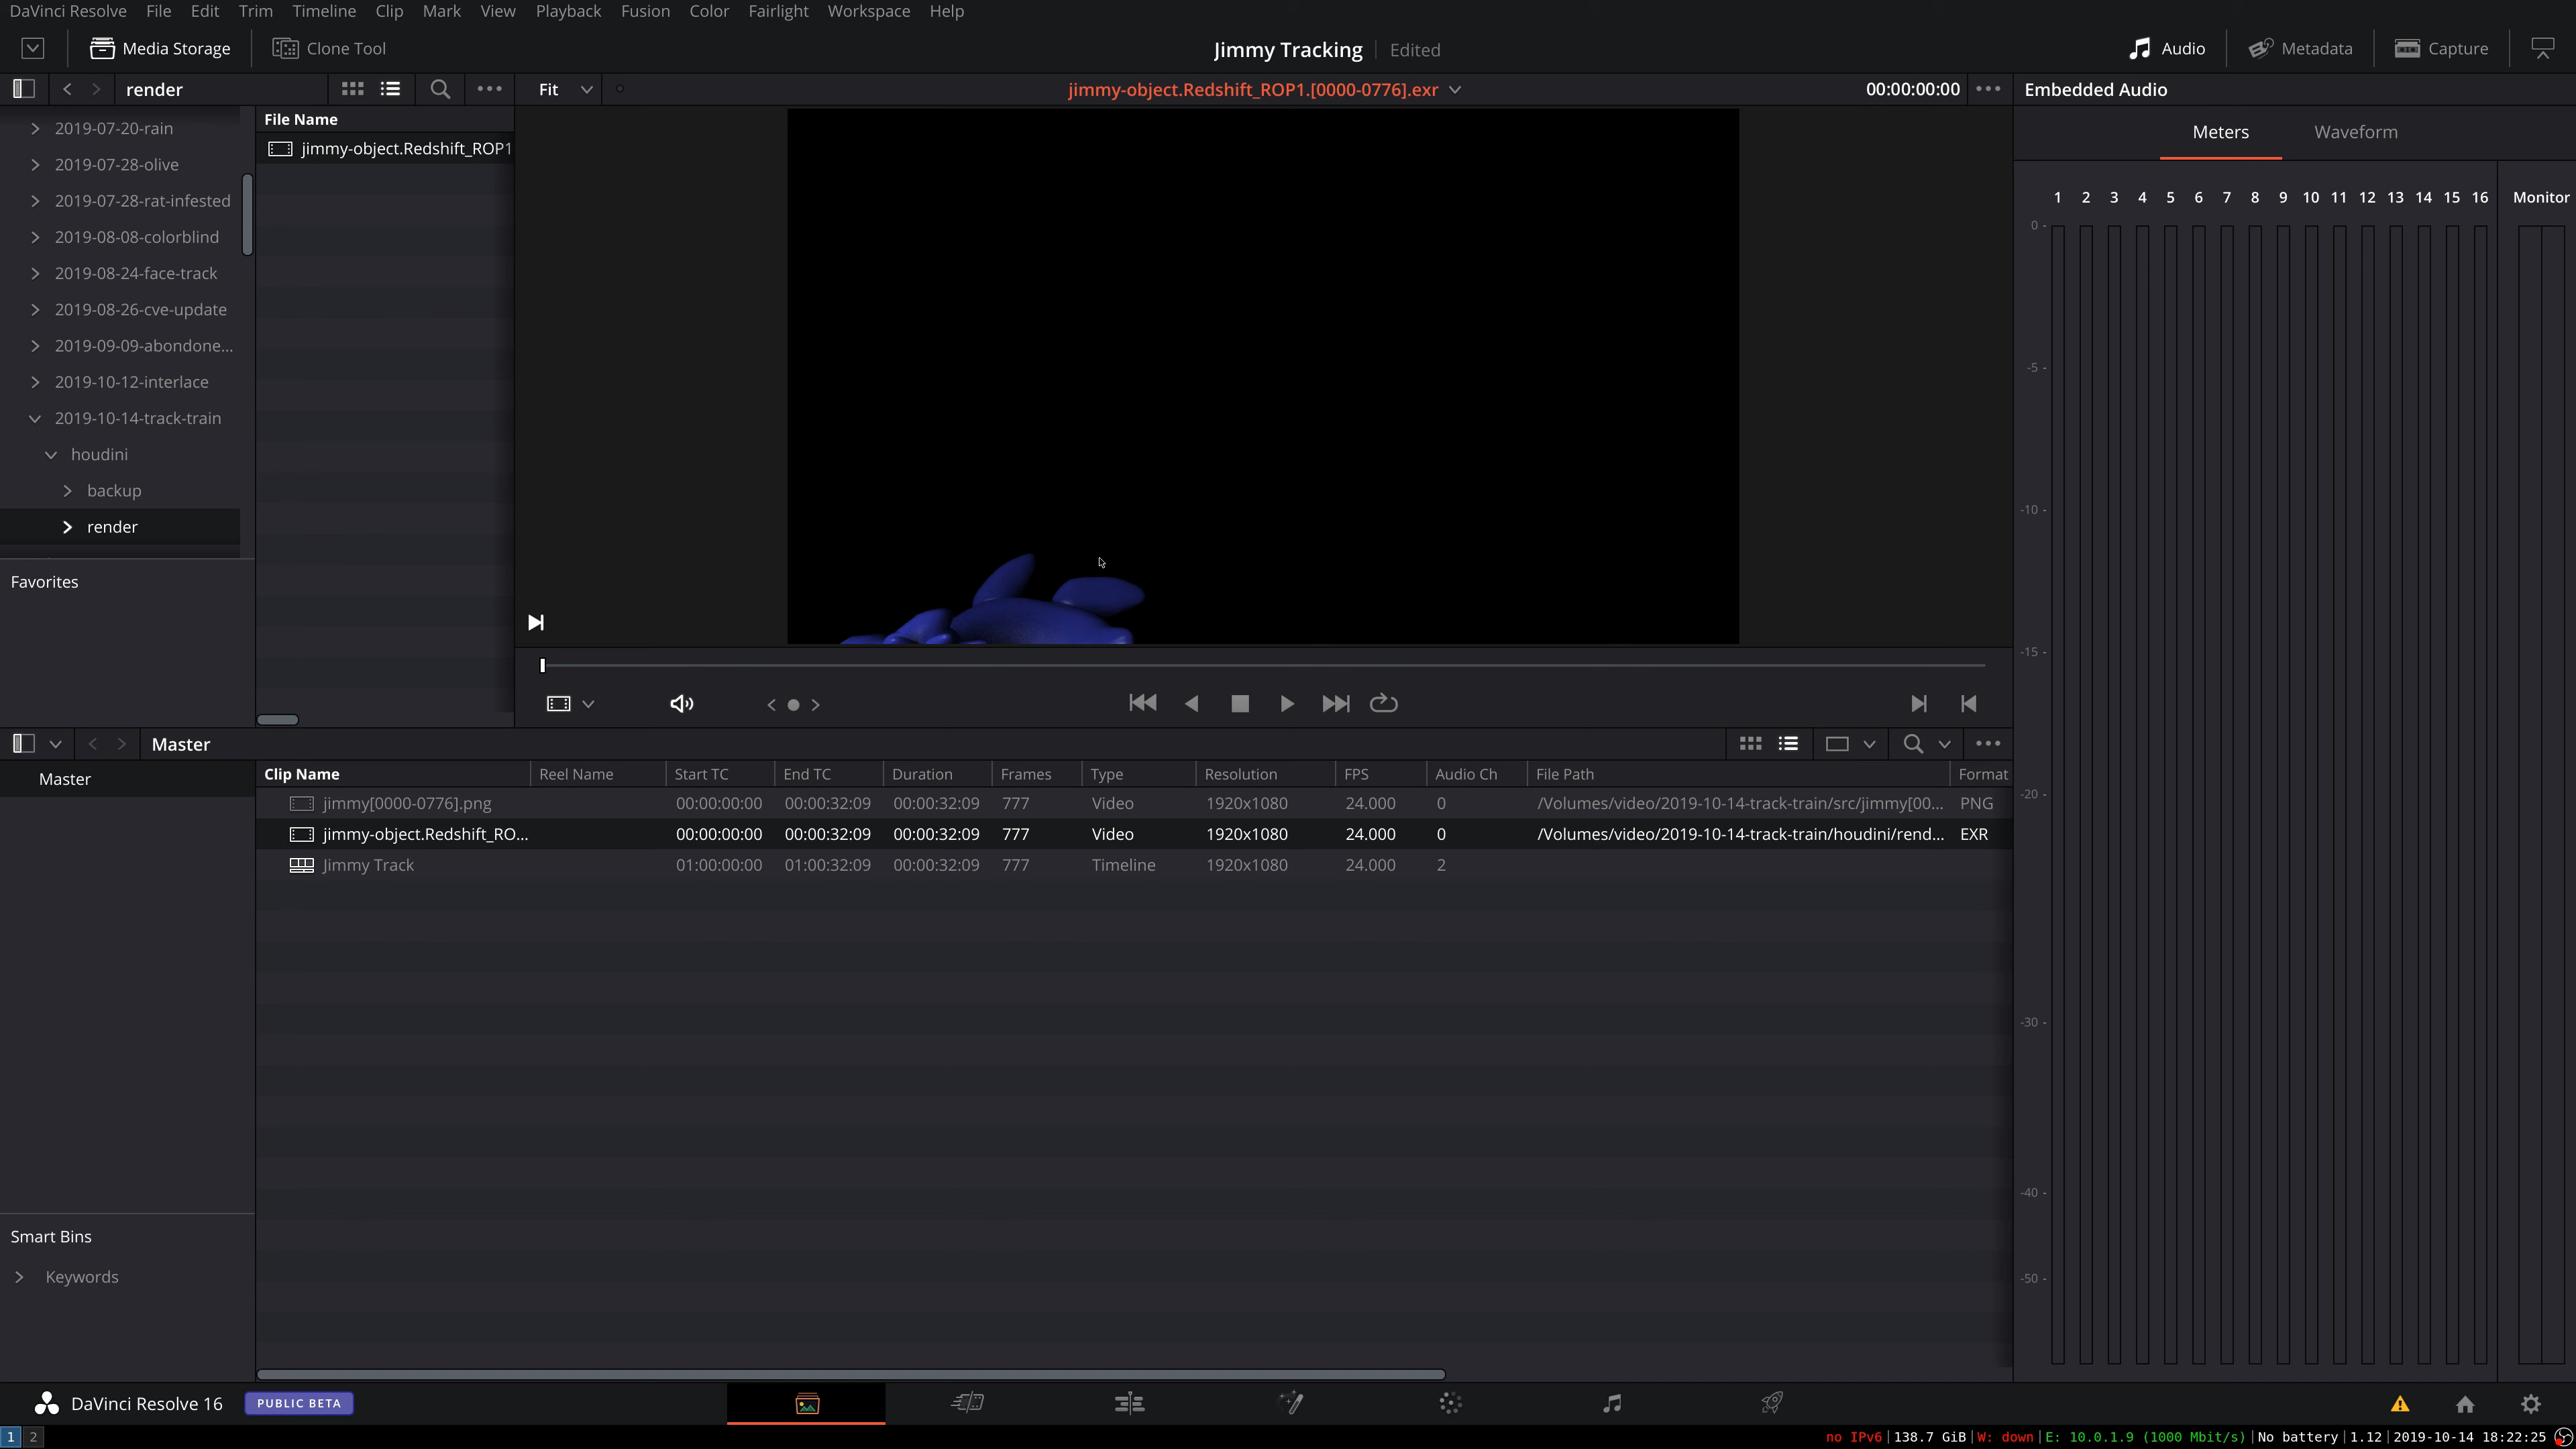 DaVinci Resolve File Edit Trim Timeline Clip Mark View Playback Fusion Color Fairlight Workspace Help
Media Storage Clone Tool Jimmy Tracking Edited Audio Metadata Capture
render Fit jimmy-object.Redshift_ROP1.[0000-0776].exr 00:00:00:00 Embedded Audio
File Name
Meters Waveform
2019-07-20-rain
jimmy-object.Redshift_ROP1
2019-07-28-olive
2019-07-28-rat-infested
2019-08-08-colorblind
2019-08-24-face-track
2019-08-26-cve-update
2019-09-09-abondone...
2019-10-12-interlace
2019-10-14-track-train
houdini
backup
render
Favorites
1 2 3 4 5 6 7 8 9 10 11 12 13 14 15 16 Monitor
0 -
-5 -
-10 -
-15 -
-20 -
-30 -
-40 -
-50 -
Master
Master
Clip Name Reel Name Start TC End TC Duration Frames Type Resolution FPS Audio Ch File Path Format
jimmy[0000-0776].png 00:00:00:00 00:00:32:09 00:00:32:09 777 Video 1920x1080 24.000 0 /Volumes/video/2019-10-14-track-train/src/jimmy[00... PNG
jimmy-object.Redshift_RO... 00:00:00:00 00:00:32:09 00:00:32:09 777 Video 1920x1080 24.000 0 /Volumes/video/2019-10-14-track-train/houdini/rend... EXR
Jimmy Track 01:00:00:00 01:00:32:09 00:00:32:09 777 Timeline 1920x1080 24.000 2
Smart Bins
Keywords
DaVinci Resolve 16 PUBLIC BETA
1 2 no IPv6|138.7 GiB|W: down|E: 10.0.1.9 (1000 Mbit/s)|No battery|1.12|2019-10-14 18:22:25